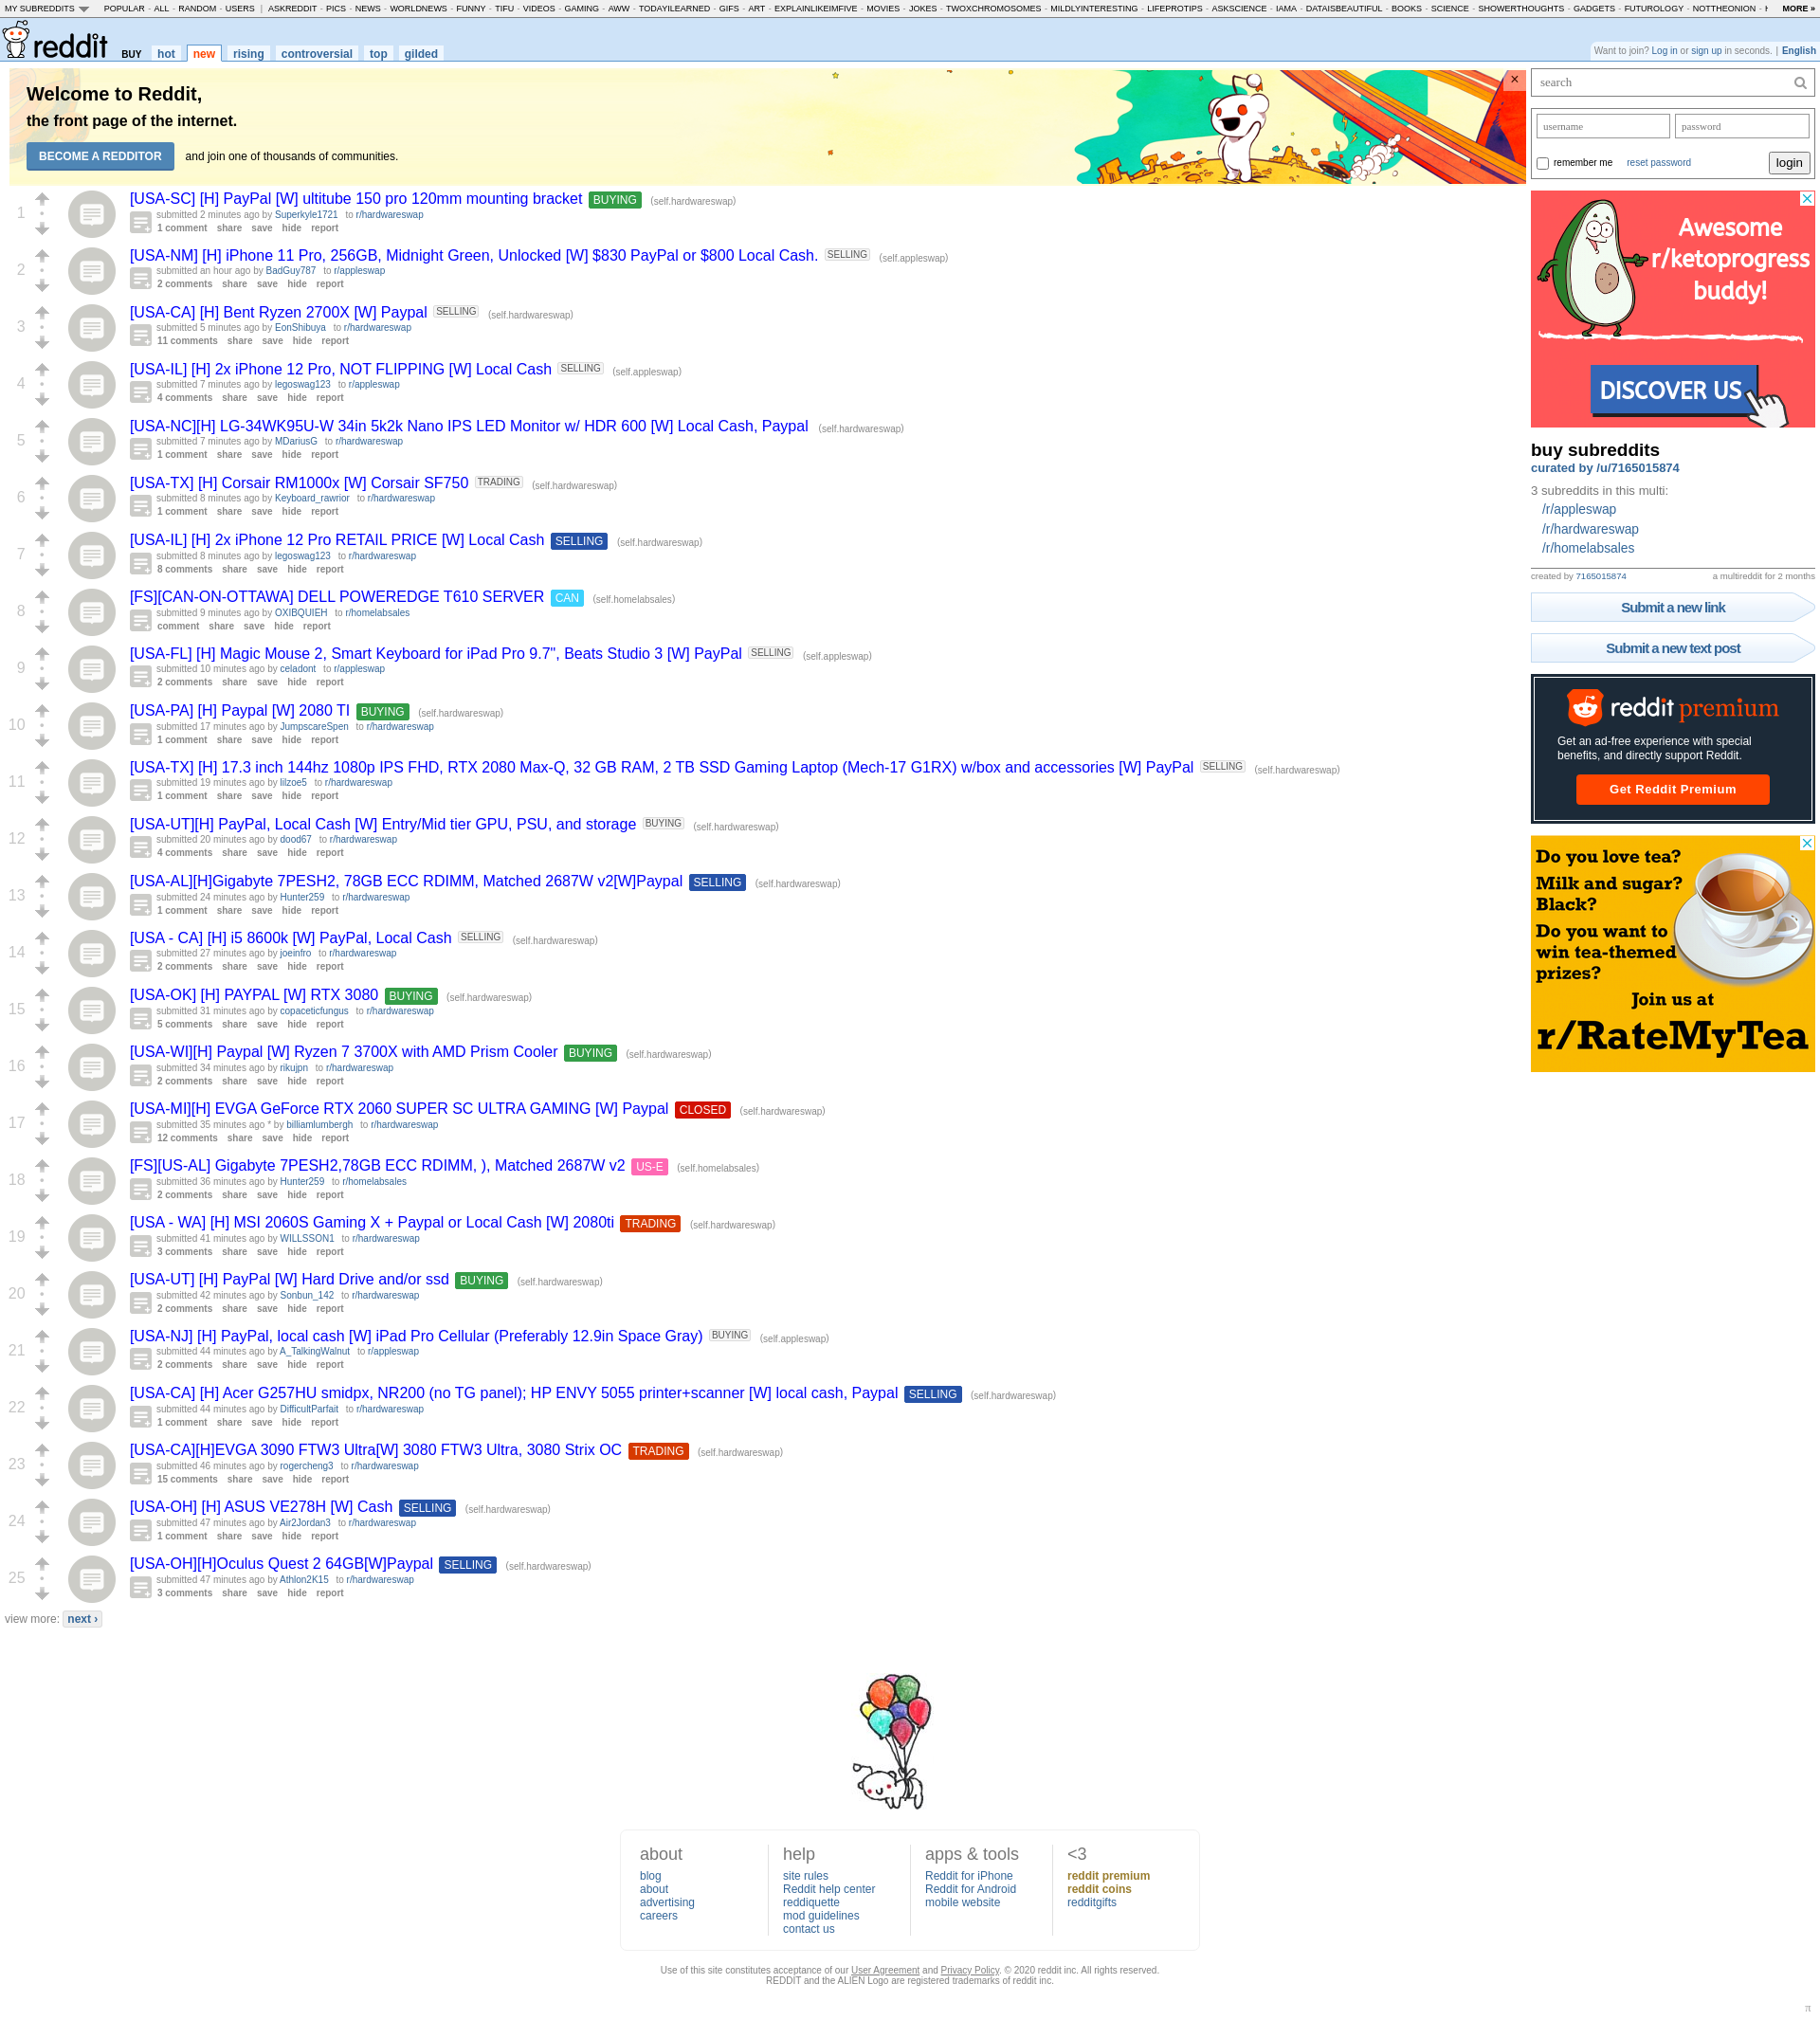 MY SUBREDDITS POPULAR - ALL - RANDOM - USERS | ASKREDDIT - PICS - NEWS - WORLDNEWS - FUNNY - TIFU - VIDEOS - GAMING - AWW - TODAYILEARNED - GIFS - ART - EXPLAINLIKEIMFIVE - MOVIES - JOKES - TWOXCHROMOSOMES - MILDLYINTERESTING - LIFEPROTIPS - ASKSCIENCE - IAMA - DATAISBEAUTIFUL - BOOKS - SCIENCE - SHOWERTHOUGHTS - GADGETS - FUTUROLOGY - NOTTHEONION - MORE »
reddit BUY hot new rising controversial top gilded
Want to join? Log in or sign up in seconds. | English
Welcome to Reddit,
the front page of the internet.
BECOME A REDDITOR and join one of thousands of communities.
×
1
[USA-SC] [H] PayPal [W] ultitube 150 pro 120mm mounting bracket BUYING (self.hardwareswap)
submitted 2 minutes ago by Superkyle1721 to r/hardwareswap
1 comment share save hide report
2
[USA-NM] [H] iPhone 11 Pro, 256GB, Midnight Green, Unlocked [W] $830 PayPal or $800 Local Cash. SELLING (self.appleswap)
submitted an hour ago by BadGuy787 to r/appleswap
2 comments share save hide report
3
[USA-CA] [H] Bent Ryzen 2700X [W] Paypal SELLING (self.hardwareswap)
submitted 5 minutes ago by EonShibuya to r/hardwareswap
11 comments share save hide report
4
[USA-IL] [H] 2x iPhone 12 Pro, NOT FLIPPING [W] Local Cash SELLING (self.appleswap)
submitted 7 minutes ago by legoswag123 to r/appleswap
4 comments share save hide report
5
[USA-NC][H] LG-34WK95U-W 34in 5k2k Nano IPS LED Monitor w/ HDR 600 [W] Local Cash, Paypal (self.hardwareswap)
submitted 7 minutes ago by MDariusG to r/hardwareswap
1 comment share save hide report
6
[USA-TX] [H] Corsair RM1000x [W] Corsair SF750 TRADING (self.hardwareswap)
submitted 8 minutes ago by Keyboard_rawrior to r/hardwareswap
1 comment share save hide report
7
[USA-IL] [H] 2x iPhone 12 Pro RETAIL PRICE [W] Local Cash SELLING (self.hardwareswap)
submitted 8 minutes ago by legoswag123 to r/hardwareswap
8 comments share save hide report
8
[FS][CAN-ON-OTTAWA] DELL POWEREDGE T610 SERVER CAN (self.homelabsales)
submitted 9 minutes ago by OXIBQUIEH to r/homelabsales
comment share save hide report
9
[USA-FL] [H] Magic Mouse 2, Smart Keyboard for iPad Pro 9.7", Beats Studio 3 [W] PayPal SELLING (self.appleswap)
submitted 10 minutes ago by celadont to r/appleswap
2 comments share save hide report
10
[USA-PA] [H] Paypal [W] 2080 TI BUYING (self.hardwareswap)
submitted 17 minutes ago by JumpscareSpen to r/hardwareswap
1 comment share save hide report
11
[USA-TX] [H] 17.3 inch 144hz 1080p IPS FHD, RTX 2080 Max-Q, 32 GB RAM, 2 TB SSD Gaming Laptop (Mech-17 G1RX) w/box and accessories [W] PayPal SELLING (self.hardwareswap)
submitted 19 minutes ago by lilzoe5 to r/hardwareswap
1 comment share save hide report
12
[USA-UT][H] PayPal, Local Cash [W] Entry/Mid tier GPU, PSU, and storage BUYING (self.hardwareswap)
submitted 20 minutes ago by dood67 to r/hardwareswap
4 comments share save hide report
13
[USA-AL][H]Gigabyte 7PESH2, 78GB ECC RDIMM, Matched 2687W v2[W]Paypal SELLING (self.hardwareswap)
submitted 24 minutes ago by Hunter259 to r/hardwareswap
1 comment share save hide report
14
[USA - CA] [H] i5 8600k [W] PayPal, Local Cash SELLING (self.hardwareswap)
submitted 27 minutes ago by joeinfro to r/hardwareswap
2 comments share save hide report
15
[USA-OK] [H] PAYPAL [W] RTX 3080 BUYING (self.hardwareswap)
submitted 31 minutes ago by copaceticfungus to r/hardwareswap
5 comments share save hide report
16
[USA-WI][H] Paypal [W] Ryzen 7 3700X with AMD Prism Cooler BUYING (self.hardwareswap)
submitted 34 minutes ago by rikujpn to r/hardwareswap
2 comments share save hide report
17
[USA-MI][H] EVGA GeForce RTX 2060 SUPER SC ULTRA GAMING [W] Paypal CLOSED (self.hardwareswap)
submitted 35 minutes ago * by billiamlumbergh to r/hardwareswap
12 comments share save hide report
18
[FS][US-AL] Gigabyte 7PESH2,78GB ECC RDIMM, ), Matched 2687W v2 US-E (self.homelabsales)
submitted 36 minutes ago by Hunter259 to r/homelabsales
2 comments share save hide report
19
[USA - WA] [H] MSI 2060S Gaming X + Paypal or Local Cash [W] 2080ti TRADING (self.hardwareswap)
submitted 41 minutes ago by WILLSSON1 to r/hardwareswap
3 comments share save hide report
20
[USA-UT] [H] PayPal [W] Hard Drive and/or ssd BUYING (self.hardwareswap)
submitted 42 minutes ago by Sonbun_142 to r/hardwareswap
2 comments share save hide report
21
[USA-NJ] [H] PayPal, local cash [W] iPad Pro Cellular (Preferably 12.9in Space Gray) BUYING (self.appleswap)
submitted 44 minutes ago by A_TalkingWalnut to r/appleswap
2 comments share save hide report
22
[USA-CA] [H] Acer G257HU smidpx, NR200 (no TG panel); HP ENVY 5055 printer+scanner [W] local cash, Paypal SELLING (self.hardwareswap)
submitted 44 minutes ago by DifficultParfait to r/hardwareswap
1 comment share save hide report
23
[USA-CA][H]EVGA 3090 FTW3 Ultra[W] 3080 FTW3 Ultra, 3080 Strix OC TRADING (self.hardwareswap)
submitted 46 minutes ago by rogercheng3 to r/hardwareswap
15 comments share save hide report
24
[USA-OH] [H] ASUS VE278H [W] Cash SELLING (self.hardwareswap)
submitted 47 minutes ago by Air2Jordan3 to r/hardwareswap
1 comment share save hide report
25
[USA-OH][H]Oculus Quest 2 64GB[W]Paypal SELLING (self.hardwareswap)
submitted 47 minutes ago by Athlon2K15 to r/hardwareswap
3 comments share save hide report
view more: next ›
search
username password
remember me reset password login
Awesome
r/ketoprogress
buddy!
DISCOVER US
buy subreddits
curated by /u/7165015874
3 subreddits in this multi:
/r/appleswap
/r/hardwareswap
/r/homelabsales
created by 7165015874 a multireddit for 2 months
Submit a new link
Submit a new text post
reddit premium
Get an ad-free experience with special
benefits, and directly support Reddit.
Get Reddit Premium
Do you love tea?
Milk and sugar?
Black?
Do you want to
win tea-themed
prizes?
Join us at
r/RateMyTea
about
blog
about
advertising
careers
help
site rules
Reddit help center
reddiquette
mod guidelines
contact us
apps & tools
Reddit for iPhone
Reddit for Android
mobile website
<3
reddit premium
reddit coins
redditgifts
Use of this site constitutes acceptance of our User Agreement and Privacy Policy. © 2020 reddit inc. All rights reserved.
REDDIT and the ALIEN Logo are registered trademarks of reddit inc.
π